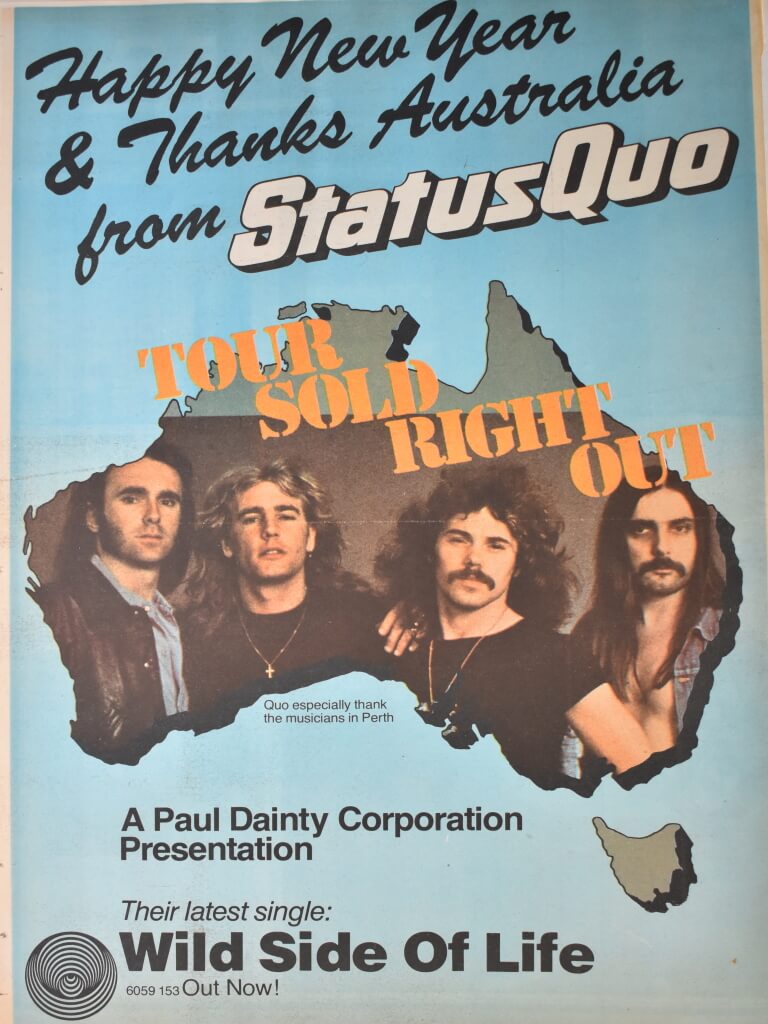 Happy New Year
& Thanks Australia
from Status Quo
TOUR
SOLD
RIGHT
OUT
Quo especially thank
the musicians in Perth
A Paul Dainty Corporation
Presentation
Their latest single:
Wild Side Of Life
6059 153 Out Now!